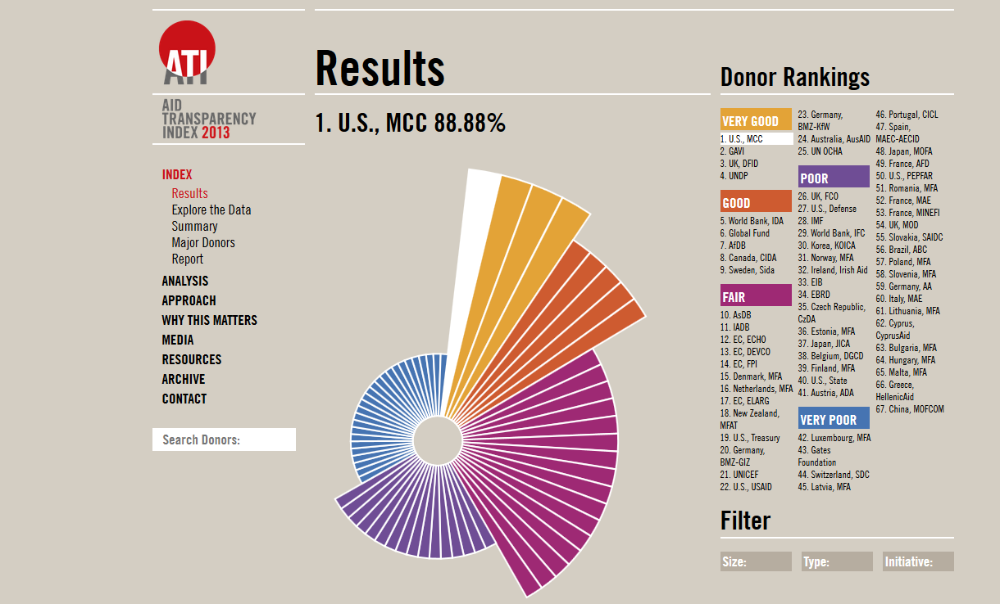 ATI
AID
TRANSPARENCY
INDEX 2013
INDEX
Results
Explore the Data
Summary
Major Donors
Report
ANALYSIS
APPROACH
WHY THIS MATTERS
MEDIA
RESOURCES
ARCHIVE
CONTACT
Search Donors:
Results
1. U.S., MCC 88.88%
Donor Rankings
VERY GOOD
1. U.S., MCC
2. GAVI
3. UK, DFID
4. UNDP
GOOD
5. World Bank, IDA
6. Global Fund
7. AfDB
8. Canada, CIDA
9. Sweden, Sida
FAIR
10. AsDB
11. IADB
12. EC, ECHO
13. EC, DEVCO
14. EC, FPI
15. Denmark, MFA
16. Netherlands, MFA
17. EC, ELARG
18. New Zealand,
MFAT
19. U.S., Treasury
20. Germany,
BMZ-GIZ
21. UNICEF
22. U.S., USAID
23. Germany,
BMZ-KfW
24. Australia, AusAID
25. UN OCHA
POOR
26. UK, FCO
27. U.S., Defense
28. IMF
29. World Bank, IFC
30. Korea, KOICA
31. Norway, MFA
32. Ireland, Irish Aid
33. EIB
34. EBRD
35. Czech Republic,
CzDA
36. Estonia, MFA
37. Japan, JICA
38. Belgium, DGCD
39. Finland, MFA
40. U.S., State
41. Austria, ADA
VERY POOR
42. Luxembourg, MFA
43. Gates
Foundation
44. Switzerland, SDC
45. Latvia, MFA
46. Portugal, CICL
47. Spain,
MAEC-AECID
48. Japan, MOFA
49. France, AFD
50. U.S., PEPFAR
51. Romania, MFA
52. France, MAE
53. France, MINEFI
54. UK, MOD
55. Slovakia, SAIDC
56. Brazil, ABC
57. Poland, MFA
58. Slovenia, MFA
59. Germany, AA
60. Italy, MAE
61. Lithuania, MFA
62. Cyprus,
CyprusAid
63. Bulgaria, MFA
64. Hungary, MFA
65. Malta, MFA
66. Greece,
HellenicAid
67. China, MOFCOM
Filter
Size:
Type:
Initiative: